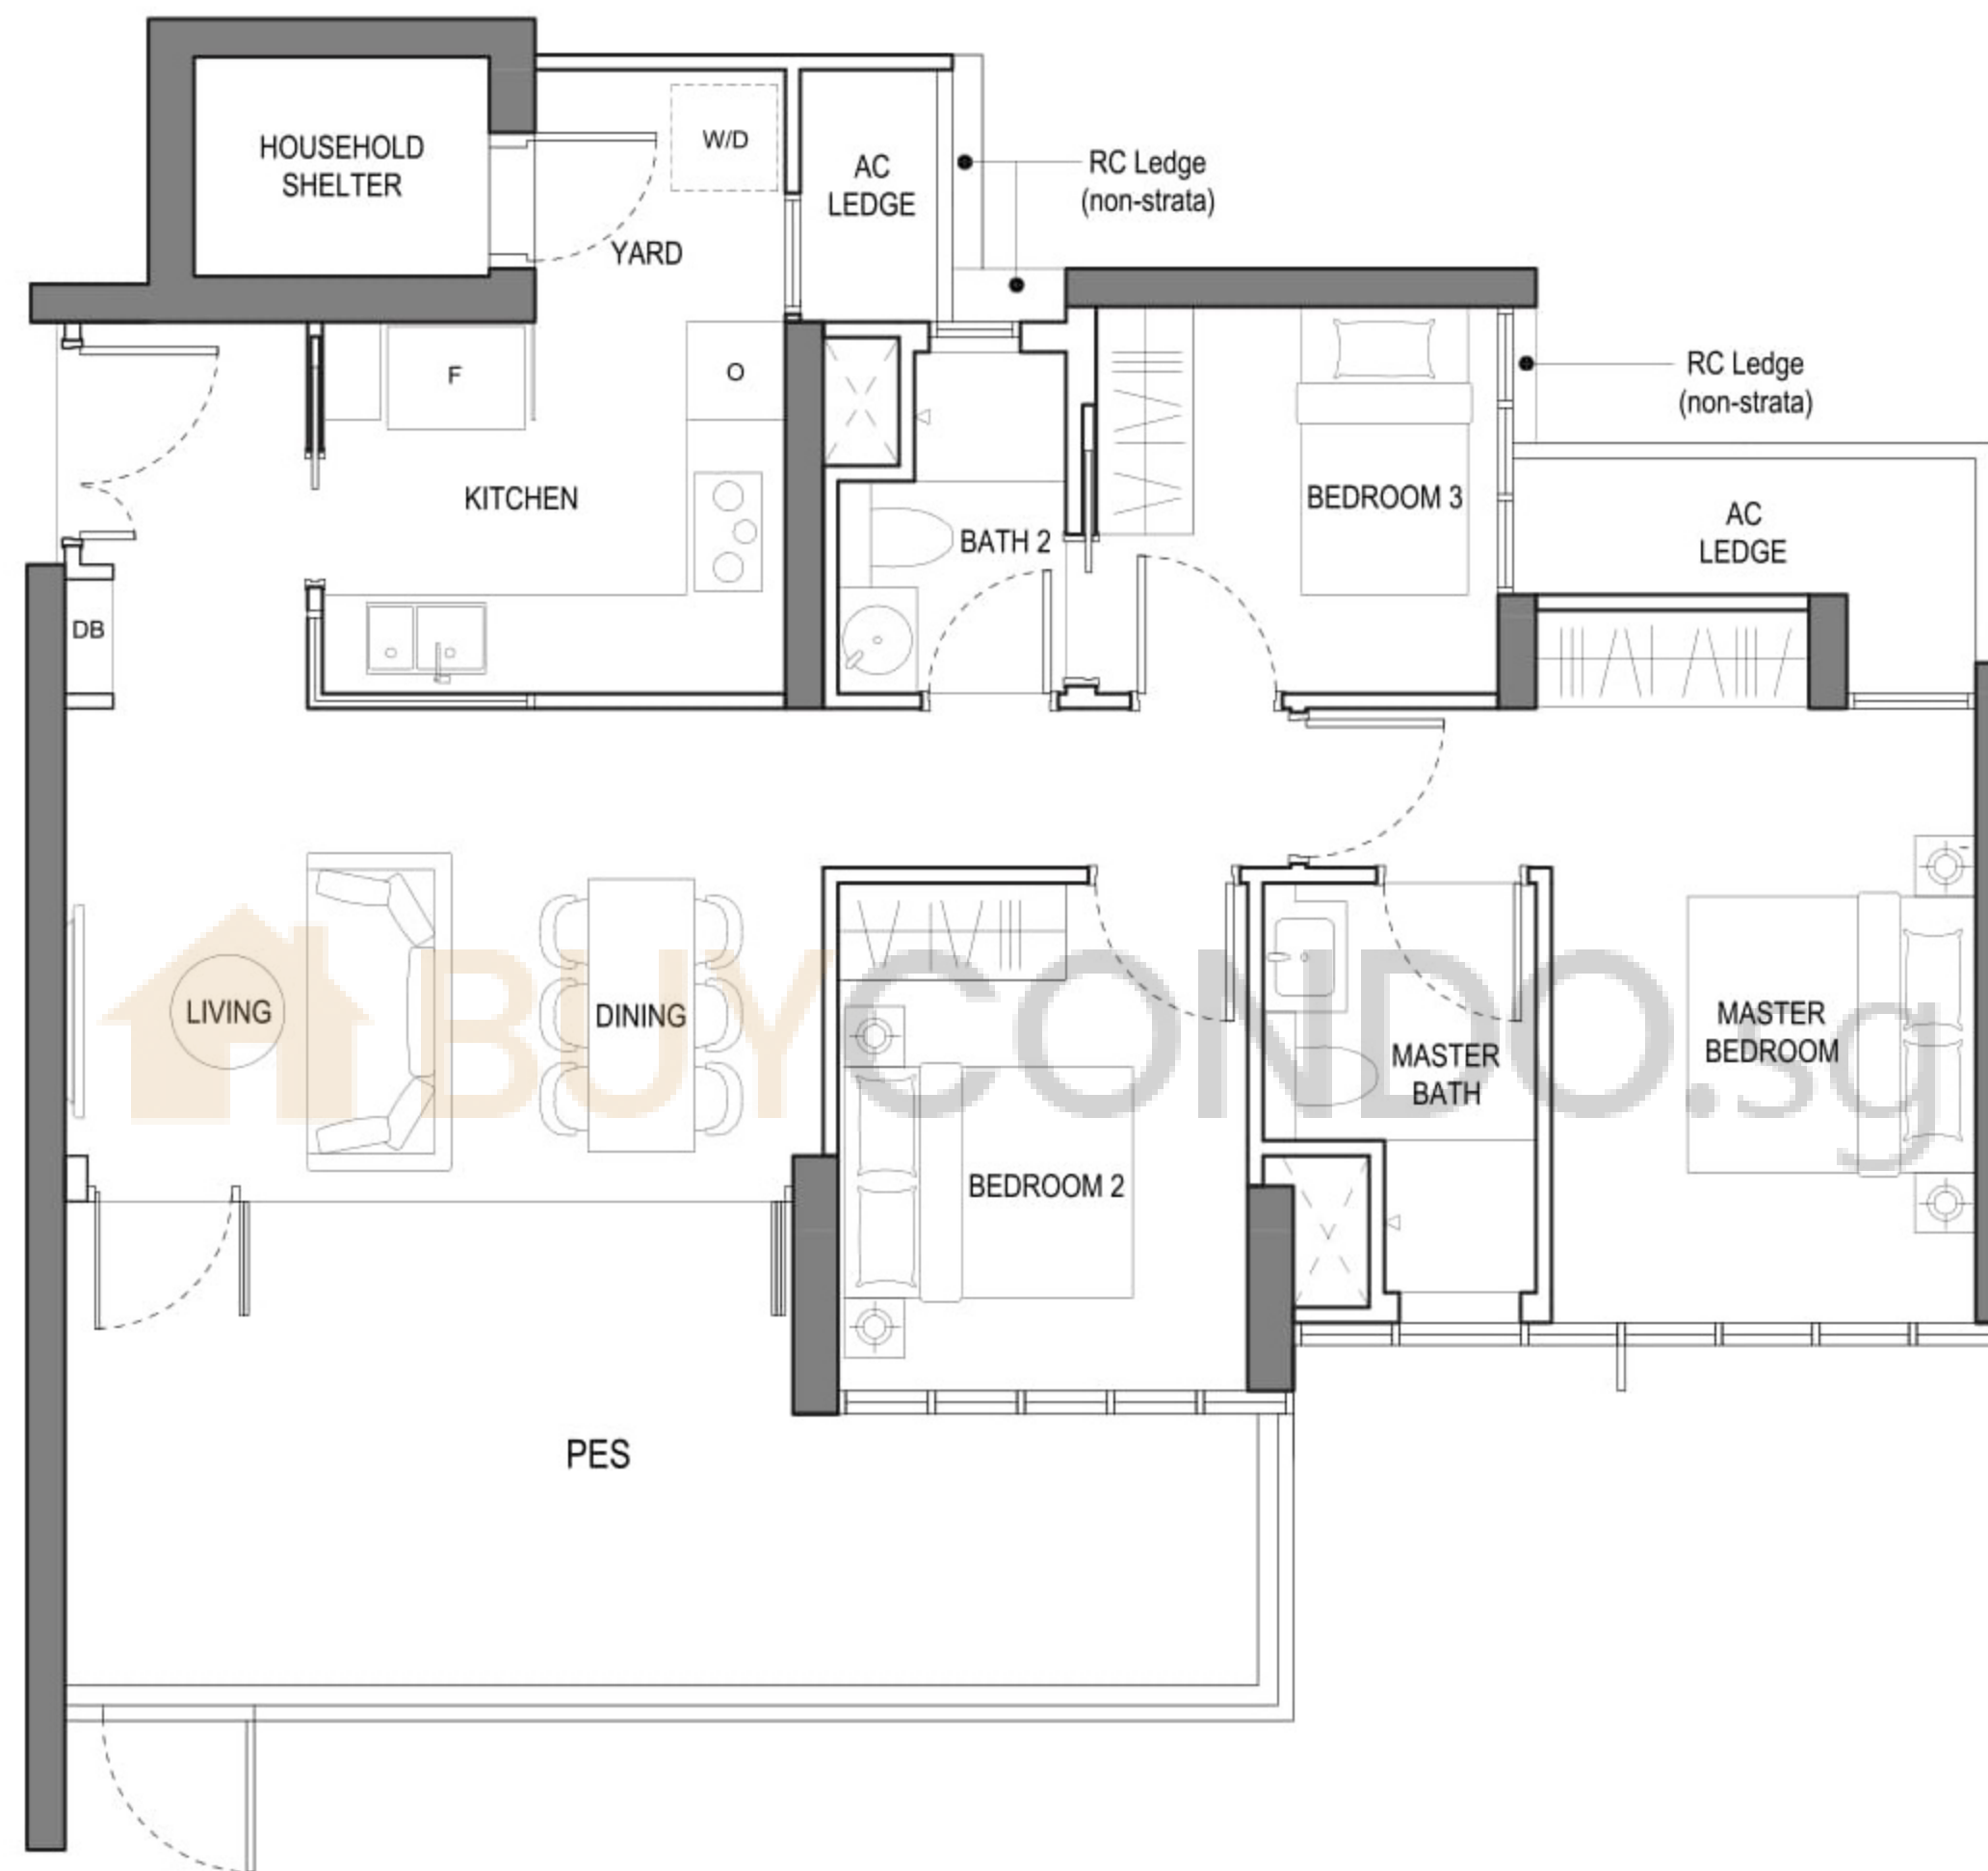 HOUSEHOLD
SHELTER
W/D
AC
LEDGE
RC Ledge
(non-strata)
YARD
RC Ledge
(non-strata)
F
O
KITCHEN
BATH 2
BEDROOM 3
AC
LEDGE
DB
LIVING
DINING
BUYCONDO.sg
MASTER
BEDROOM
MASTER
BATH
BEDROOM 2
PES